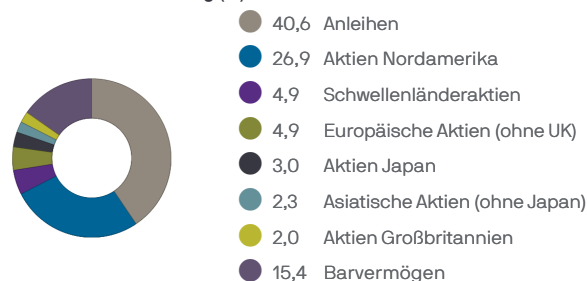 40,6 Anleihen
26,9 Aktien Nordamerika
4,9 Schwellenländeraktien
4,9 Europäische Aktien (ohne UK)
3,0 Aktien Japan
2,3 Asiatische Aktien (ohne Japan)
2,0 Aktien Großbritannien
15,4 Barvermögen